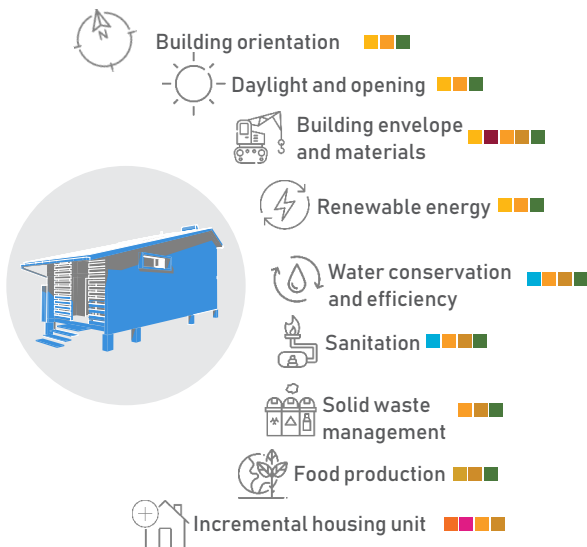 N
Building orientation
Daylight and opening
Building envelope
and materials
Renewable energy
Water conservation
and efficiency
Sanitation
Solid waste
management
Food production
Incremental housing unit